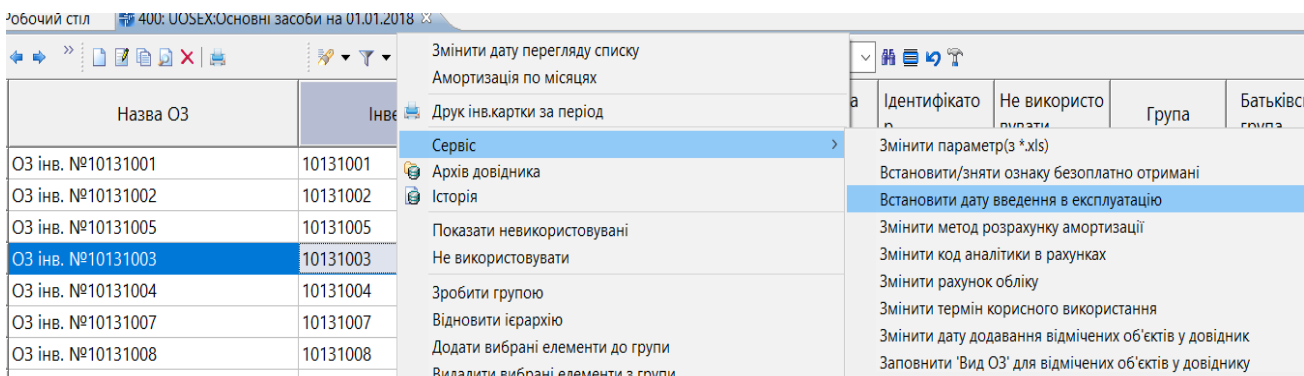 Робочий стіл 400: UOSEX:Основні засоби на 01.01.2018
Назва ОЗ Інве
Ідентифікато Не використо Група Батьківс
ОЗ інв. №10131001 10131001
ОЗ інв. №10131002 10131002
ОЗ інв. №10131005 10131005
ОЗ інв. №10131003 10131003
ОЗ інв. №10131004 10131004
ОЗ інв. №10131007 10131007
ОЗ інв. №10131008 10131008
Змінити дату перегляду списку
Амортизація по місяцях
Друк інв.картки за період
Сервіс
Архів довідника
Історія
Показати невикористовувані
Не використовувати
Зробити групою
Відновити ієрархію
Додати вибрані елементи до групи
Видалити вибрані елементи з групи
Змінити параметр(з *.xls)
Встановити/зняти ознаку безоплатно отримані
Встановити дату введення в експлуатацію
Змінити метод розрахунку амортизації
Змінити код аналітики в рахунках
Змінити рахунок обліку
Змінити термін корисного використання
Змінити дату додавання відмічених об'єктів у довідник
Заповнити 'Вид ОЗ' для відмічених об'єктів у довіднику